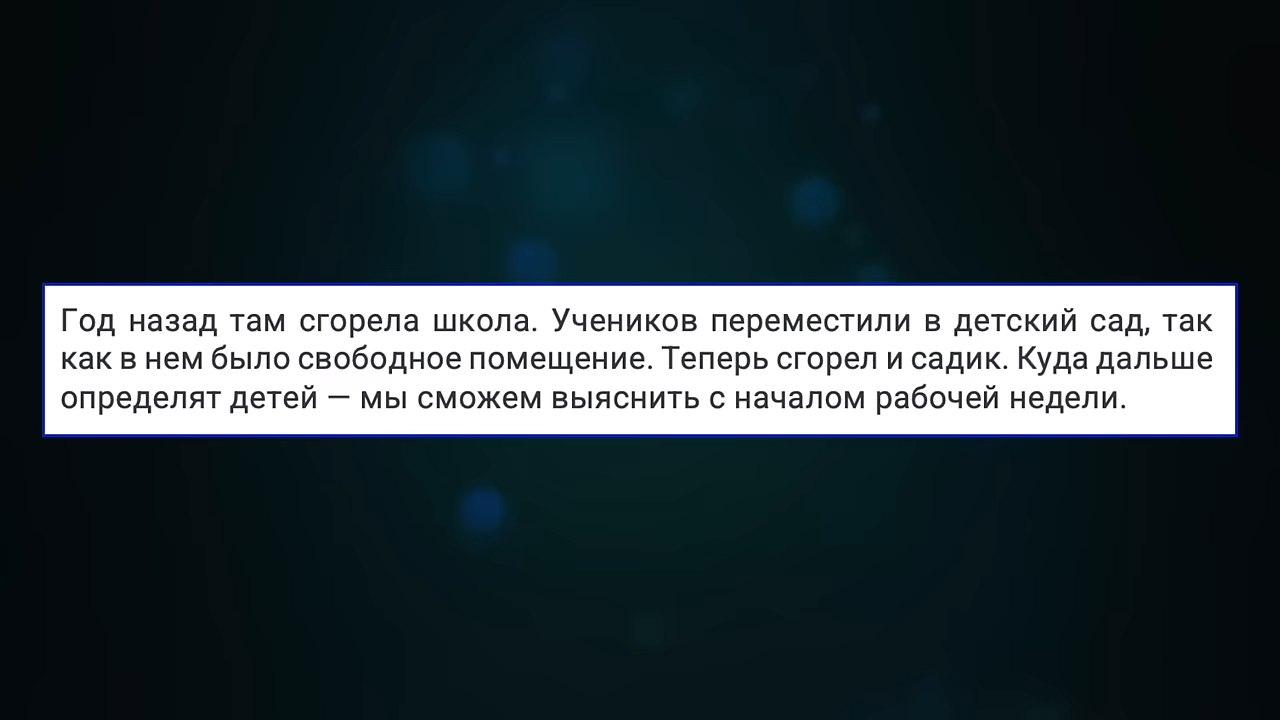 Год назад там сгорела школа. Учеников переместили в детский сад, так
как в нем было свободное помещение. Теперь сгорел и садик. Куда дальше
определят детей — мы сможем выяснить с началом рабочей недели.